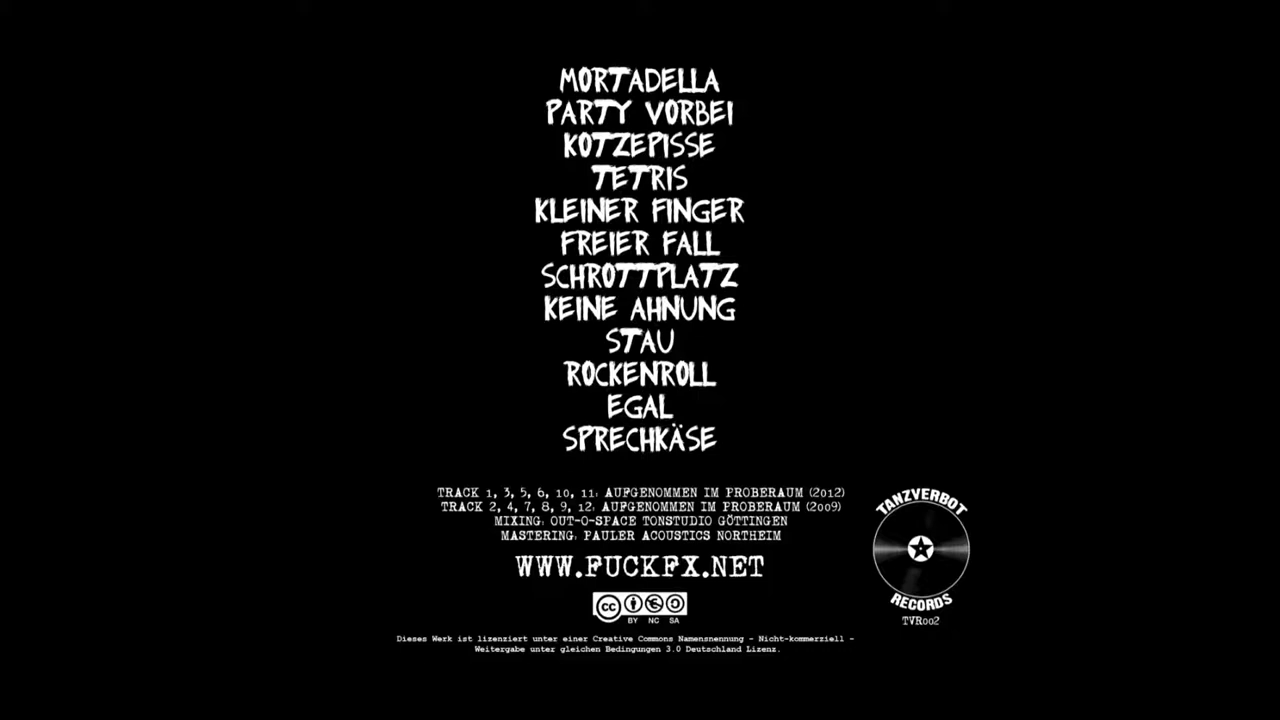 MORTADELLA
PARTY VORBEI
KOTZEPISSE
TETRIS
KLEINER FINGER
FREIER FALL
SCHROTTPLATZ
KEINE AHNUNG
STAU
ROCKENROLL
EGAL
SPRECHKÄSE
TRACK 1, 3, 5, 6, 10, 11: AUFGENOMMEN IM PROBERAUM (2012)
TRACK 2, 4, 7, 8, 9, 12: AUFGENOMMEN IM PROBERAUM (2009)
MIXING: OUT-O-SPACE TONSTUDIO GÖTTINGEN
MASTERING: PAULER ACOUSTICS NORTHEIM
WWW.FUCKFX.NET
cc BY NC SA
Dieses Werk ist lizenziert unter einer Creative Commons Namensnennung - Nicht-kommerziell -
Weitergabe unter gleichen Bedingungen 3.0 Deutschland Lizenz.
TANZVERBOT
RECORDS
TVR002